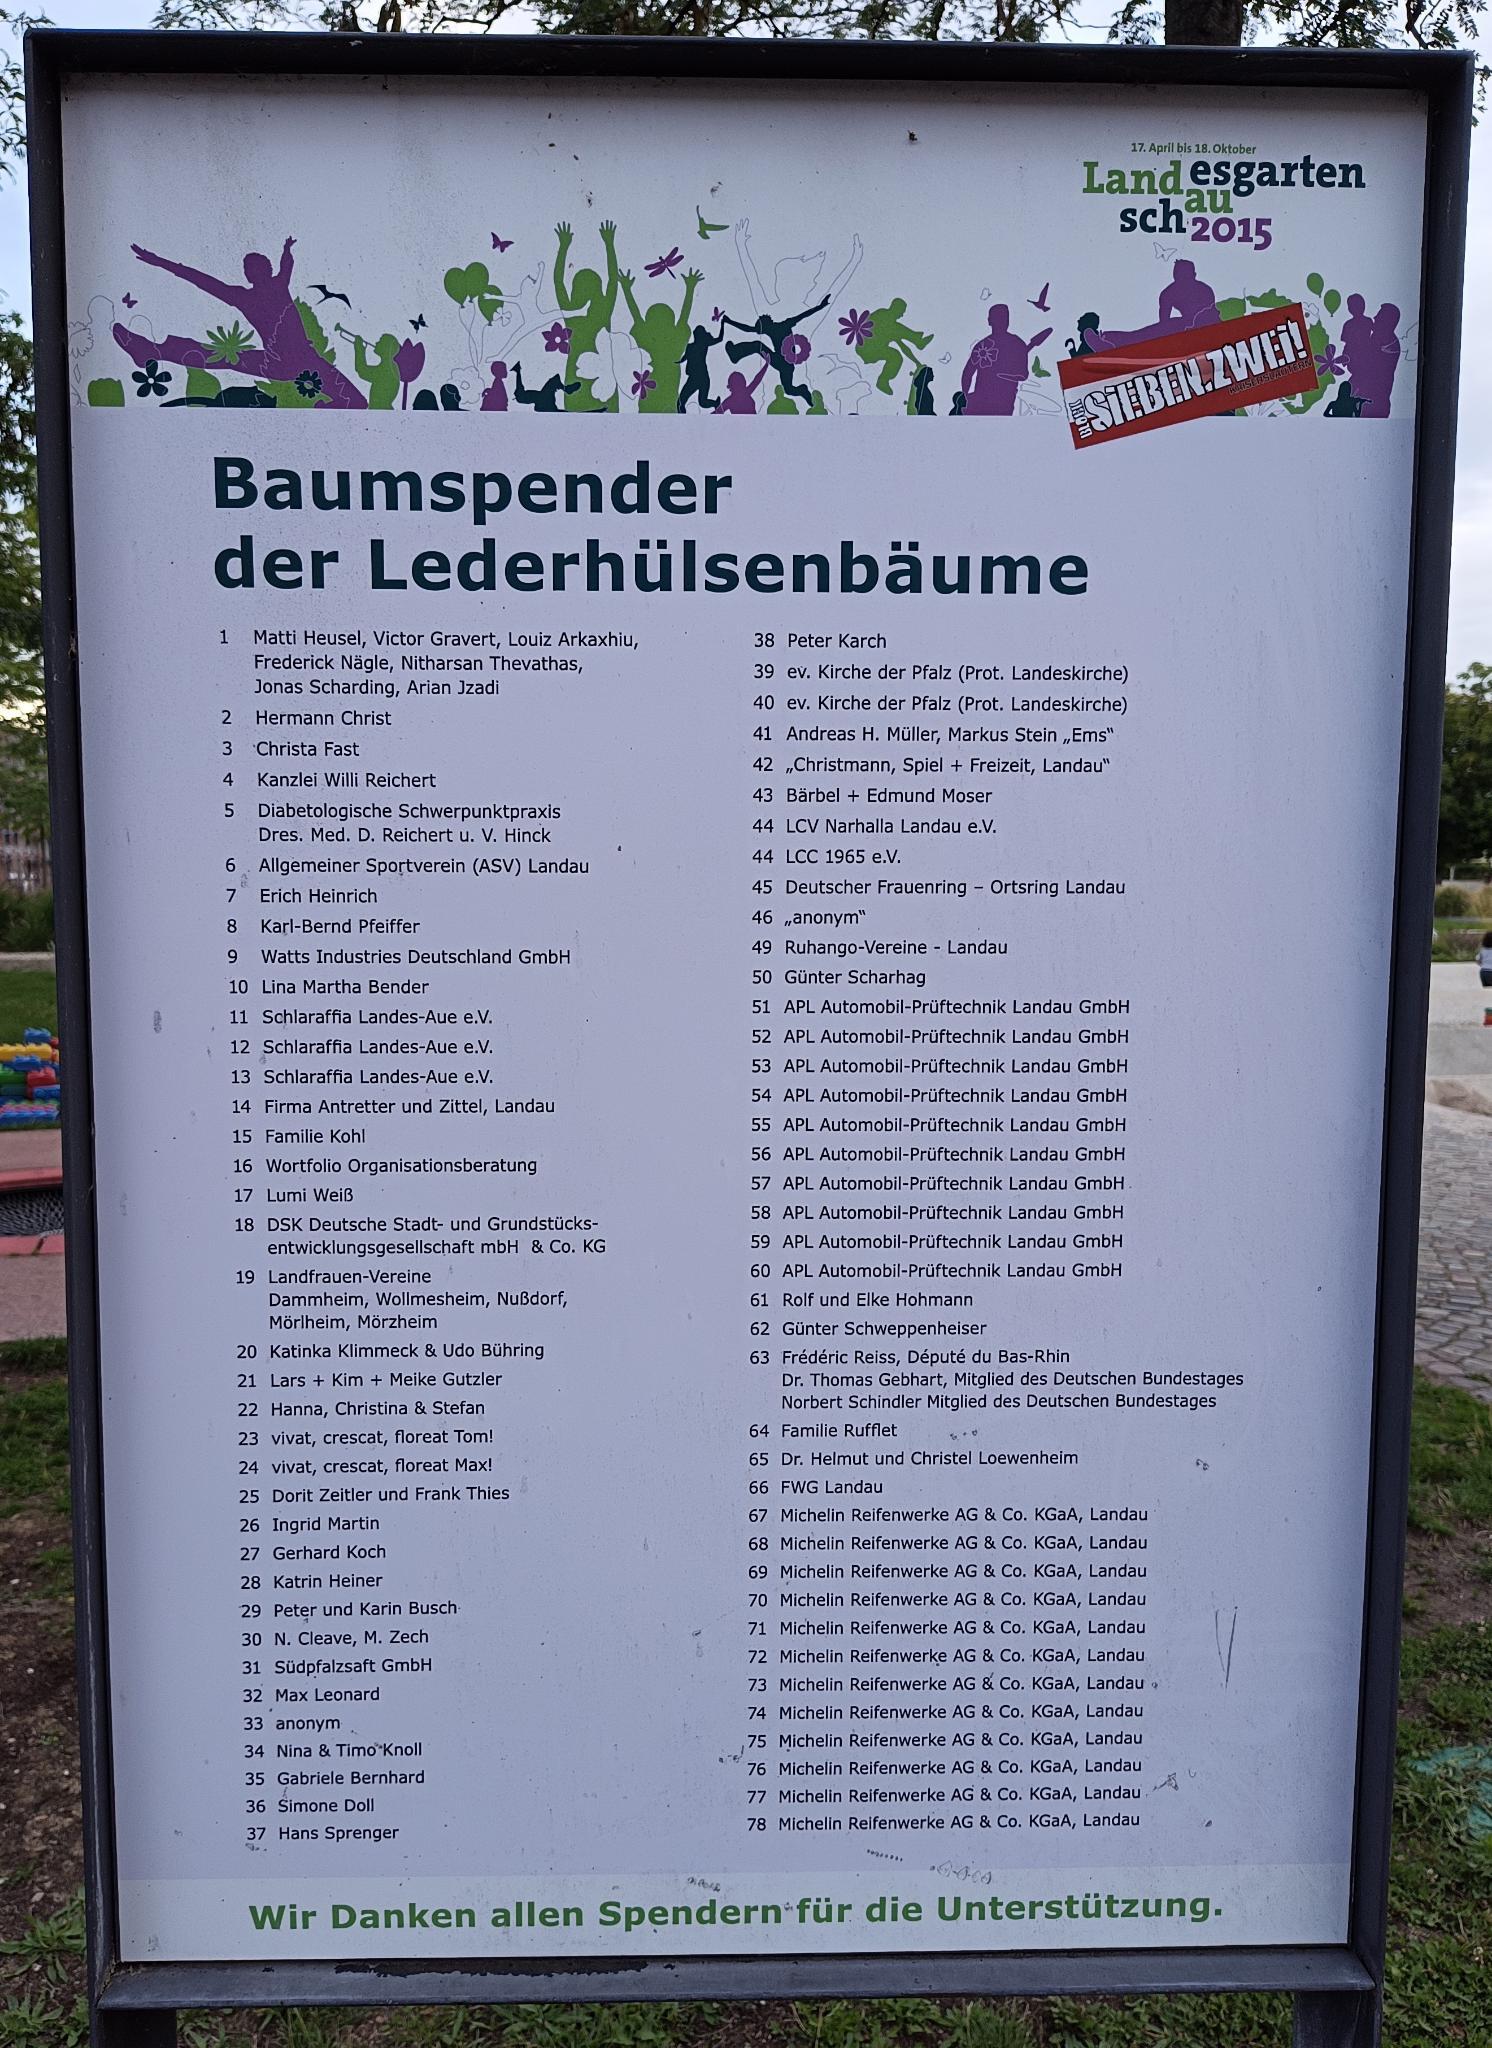 17. April bis 18. Oktober
Landesgarten
schau
2015
BLOCK SIEBEN.ZWEI!
KAISERSLAUTERN
Baumspender
der Lederhülsenbäume
1 Matti Heusel, Victor Gravert, Louiz Arkaxhiu,
Frederick Nägle, Nitharsan Thevathas,
Jonas Scharding, Arian Jzadi
2 Hermann Christ
3 Christa Fast
4 Kanzlei Willi Reichert
5 Diabetologische Schwerpunktpraxis
Dres. Med. D. Reichert u. V. Hinck
6 Allgemeiner Sportverein (ASV) Landau
7 Erich Heinrich
8 Karl-Bernd Pfeiffer
9 Watts Industries Deutschland GmbH
10 Lina Martha Bender
11 Schlaraffia Landes-Aue e.V.
12 Schlaraffia Landes-Aue e.V.
13 Schlaraffia Landes-Aue e.V.
14 Firma Antretter und Zittel, Landau
15 Familie Kohl
16 Wortfolio Organisationsberatung
17 Lumi Weiß
18 DSK Deutsche Stadt- und Grundstücks-
entwicklungsgesellschaft mbH & Co. KG
19 Landfrauen-Vereine
Dammheim, Wollmesheim, Nußdorf,
Mörlheim, Mörzheim
20 Katinka Klimmeck & Udo Bühring
21 Lars + Kim + Meike Gutzler
22 Hanna, Christina & Stefan
23 vivat, crescat, floreat Tom!
24 vivat, crescat, floreat Max!
25 Dorit Zeitler und Frank Thies
26 Ingrid Martin
27 Gerhard Koch
28 Katrin Heiner
29 Peter und Karin Busch
30 N. Cleave, M. Zech
31 Südpfalzsaft GmbH
32 Max Leonard
33 anonym
34 Nina & Timo Knoll
35 Gabriele Bernhard
36 Simone Doll
37 Hans Sprenger
38 Peter Karch
39 ev. Kirche der Pfalz (Prot. Landeskirche)
40 ev. Kirche der Pfalz (Prot. Landeskirche)
41 Andreas H. Müller, Markus Stein „Ems“
42 „Christmann, Spiel + Freizeit, Landau“
43 Bärbel + Edmund Moser
44 LCV Narhalla Landau e.V.
44 LCC 1965 e.V.
45 Deutscher Frauenring – Ortsring Landau
46 „anonym“
49 Ruhango-Vereine - Landau
50 Günter Scharhag
51 APL Automobil-Prüftechnik Landau GmbH
52 APL Automobil-Prüftechnik Landau GmbH
53 APL Automobil-Prüftechnik Landau GmbH
54 APL Automobil-Prüftechnik Landau GmbH
55 APL Automobil-Prüftechnik Landau GmbH
56 APL Automobil-Prüftechnik Landau GmbH
57 APL Automobil-Prüftechnik Landau GmbH
58 APL Automobil-Prüftechnik Landau GmbH
59 APL Automobil-Prüftechnik Landau GmbH
60 APL Automobil-Prüftechnik Landau GmbH
61 Rolf und Elke Hohmann
62 Günter Schweppenheiser
63 Frédéric Reiss, Député du Bas-Rhin
Dr. Thomas Gebhart, Mitglied des Deutschen Bundestages
Norbert Schindler Mitglied des Deutschen Bundestages
64 Familie Rufflet
65 Dr. Helmut und Christel Loewenheim
66 FWG Landau
67 Michelin Reifenwerke AG & Co. KGaA, Landau
68 Michelin Reifenwerke AG & Co. KGaA, Landau
69 Michelin Reifenwerke AG & Co. KGaA, Landau
70 Michelin Reifenwerke AG & Co. KGaA, Landau
71 Michelin Reifenwerke AG & Co. KGaA, Landau
72 Michelin Reifenwerke AG & Co. KGaA, Landau
73 Michelin Reifenwerke AG & Co. KGaA, Landau
74 Michelin Reifenwerke AG & Co. KGaA, Landau
75 Michelin Reifenwerke AG & Co. KGaA, Landau
76 Michelin Reifenwerke AG & Co. KGaA, Landau
77 Michelin Reifenwerke AG & Co. KGaA, Landau
78 Michelin Reifenwerke AG & Co. KGaA, Landau
Wir Danken allen Spendern für die Unterstützung.